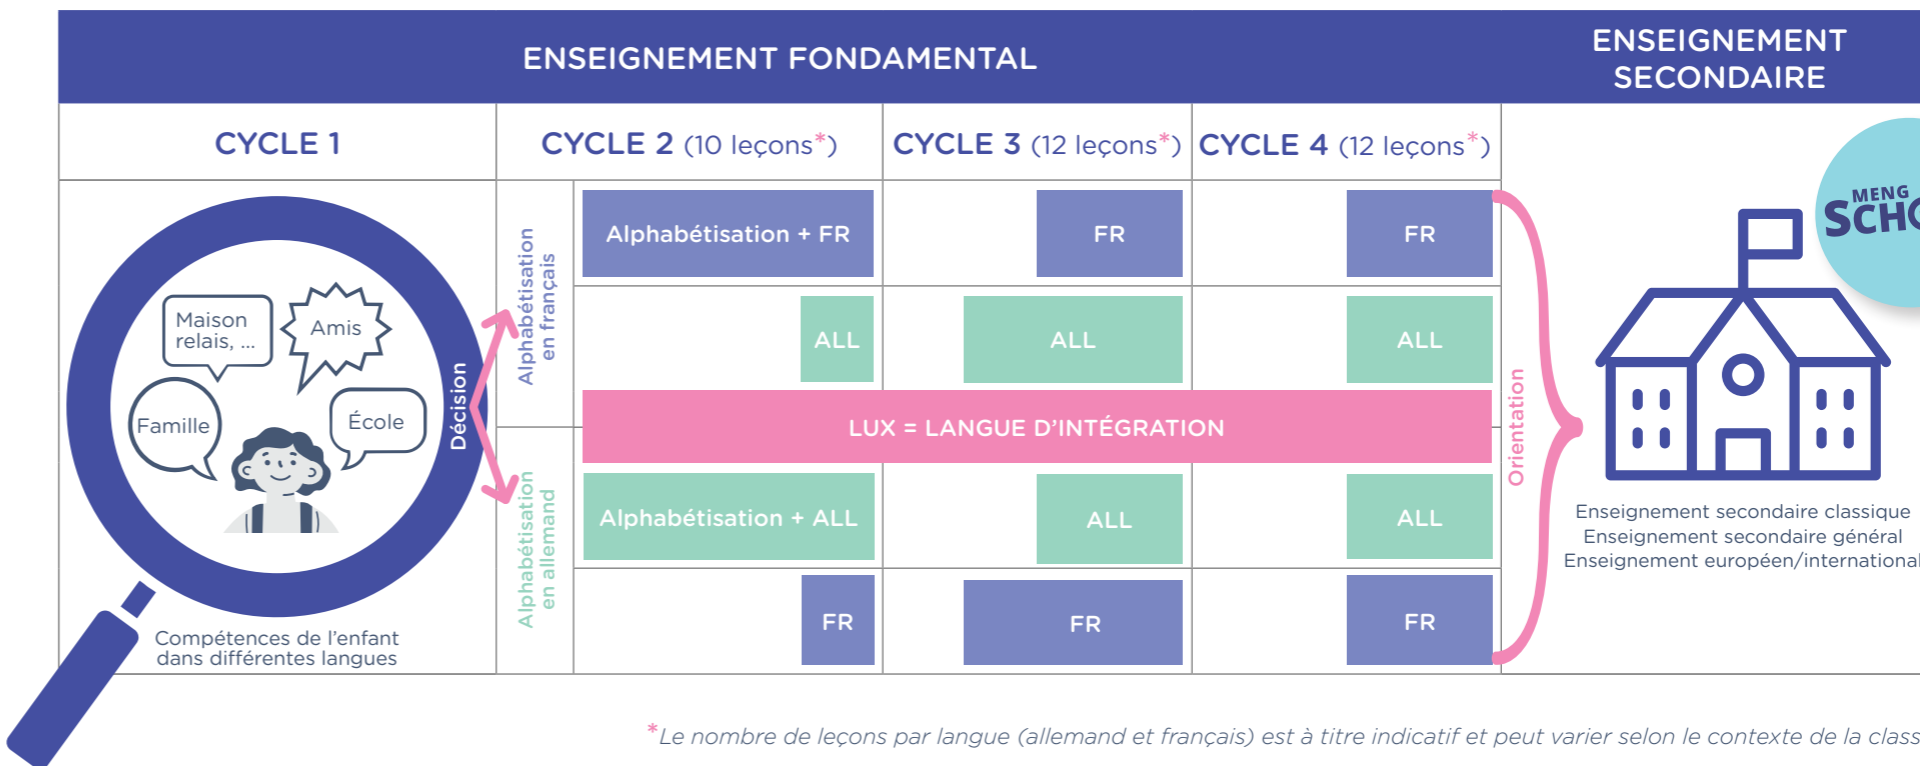 ENSEIGNEMENT FONDAMENTAL
ENSEIGNEMENT
SECONDAIRE
CYCLE 1
CYCLE 2 (10 leçons*)
CYCLE 3 (12 leçons*)
CYCLE 4 (12 leçons*)
MENG
Maison
relais, ...
Amis
Famille
École
Décision
Compétences de l'enfant
dans différentes langues
Alphabétisation
en français
Alphabétisation + FR
FR
FR
ALL
ALL
ALL
LUX = LANGUE D'INTÉGRATION
Alphabétisation
en allemand
Alphabétisation + ALL
ALL
ALL
FR
FR
FR
Orientation
Enseignement secondaire classique
Enseignement secondaire général
Enseignement européen/international
*Le nombre de leçons par langue (allemand et français) est à titre indicatif et peut varier selon le contexte de la